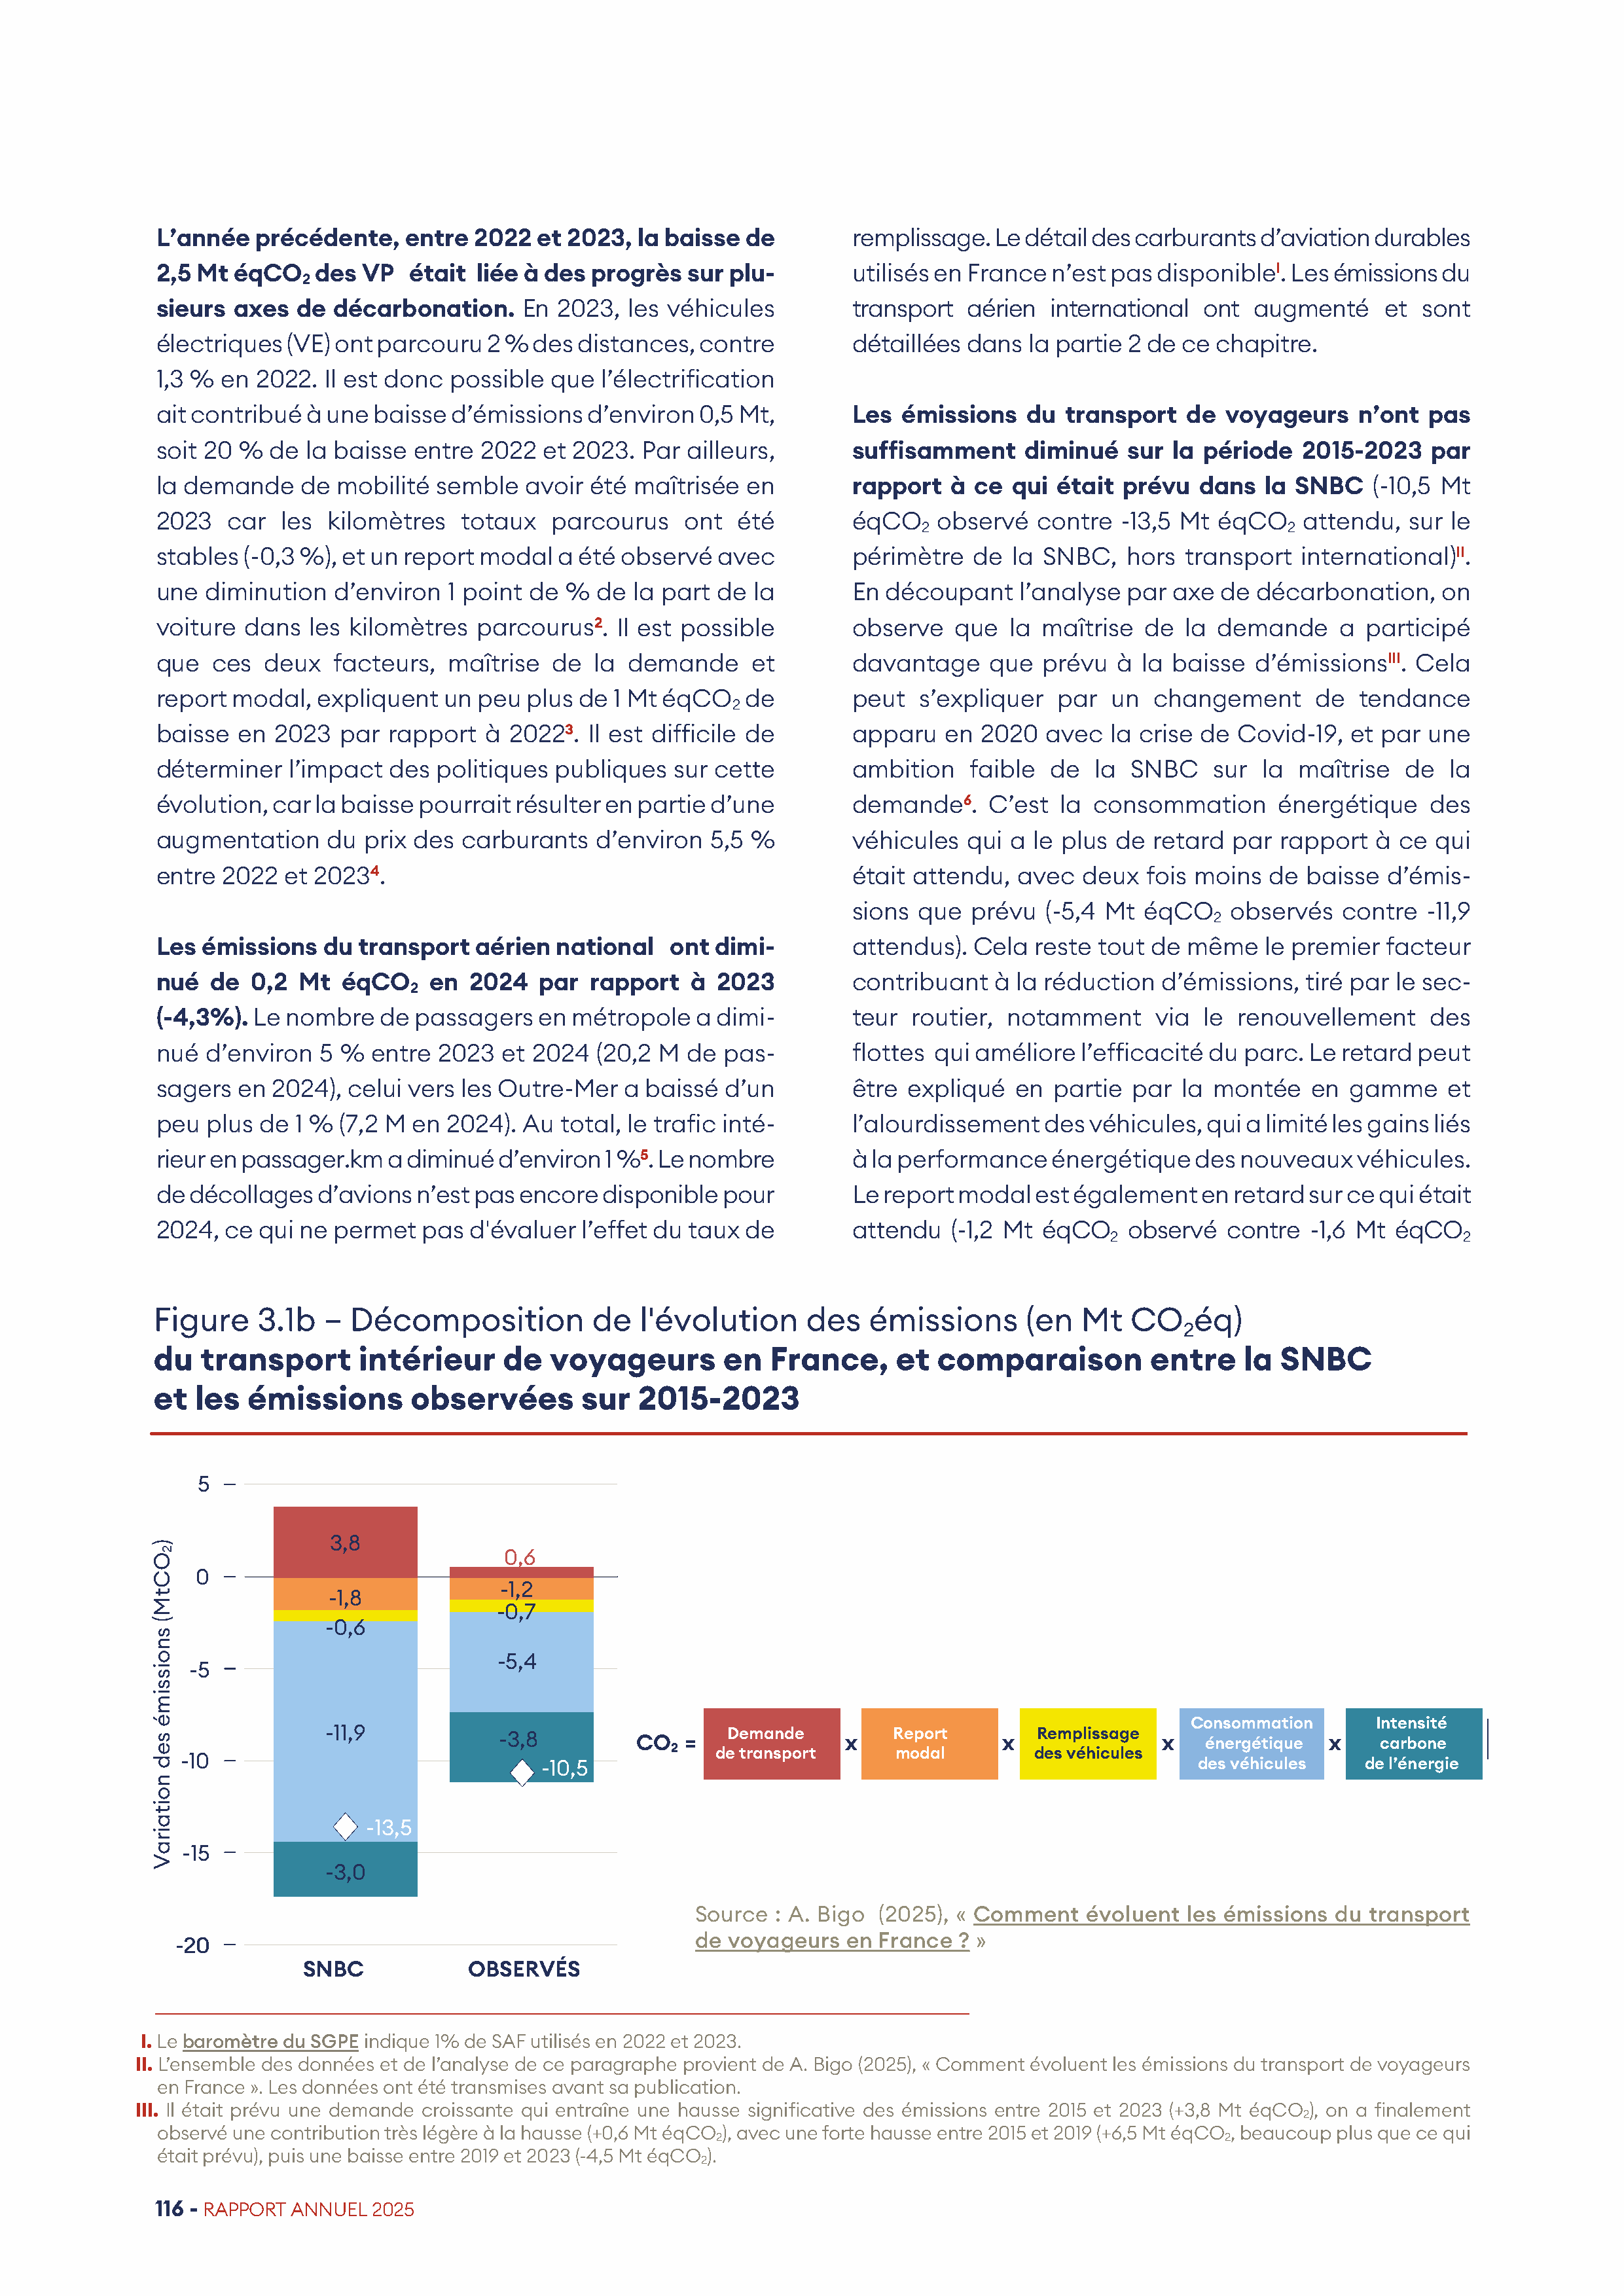 L'année précédente, entre 2022 et 2023, la baisse de
2,5 Mt éqCO₂ des VP était liée à des progrès sur plu-
sieurs axes de décarbonation. En 2023, les véhicules
électriques (VE) ont parcouru 2 % des distances, contre
1,3 % en 2022. Il est donc possible que l'électrification
ait contribué à une baisse d'émissions d'environ 0,5 Mt,
soit 20 % de la baisse entre 2022 et 2023. Par ailleurs,
la demande de mobilité semble avoir été maîtrisée en
2023 car les kilomètres totaux parcourus ont été
stables (-0,3 %), et un report modal a été observé avec
une diminution d'environ 1 point de % de la part de la
voiture dans les kilomètres parcourus². Il est possible
que ces deux facteurs, maîtrise de la demande et
report modal, expliquent un peu plus de 1 Mt éqCO₂ de
baisse en 2023 par rapport à 2022³. Il est difficile de
déterminer l'impact des politiques publiques sur cette
évolution, car la baisse pourrait résulter en partie d'une
augmentation du prix des carburants d'environ 5,5 %
entre 2022 et 2023⁴.
Les émissions du transport aérien national ont dimi-
nué de 0,2 Mt éqCO₂ en 2024 par rapport à 2023
(-4,3%). Le nombre de passagers en métropole a dimi-
nué d'environ 5 % entre 2023 et 2024 (20,2 M de pas-
sagers en 2024), celui vers les Outre-Mer a baissé d'un
peu plus de 1 % (7,2 M en 2024). Au total, le trafic inté-
rieur en passager.km a diminué d'environ 1 %⁵. Le nombre
de décollages d'avions n'est pas encore disponible pour
2024, ce qui ne permet pas d'évaluer l'effet du taux de
remplissage. Le détail des carburants d'aviation durables
utilisés en France n'est pas disponibleᴵ. Les émissions du
transport aérien international ont augmenté et sont
détaillées dans la partie 2 de ce chapitre.
Les émissions du transport de voyageurs n'ont pas
suffisamment diminué sur la période 2015-2023 par
rapport à ce qui était prévu dans la SNBC (-10,5 Mt
éqCO₂ observé contre -13,5 Mt éqCO₂ attendu, sur le
périmètre de la SNBC, hors transport international)ᴵᴵ.
En découpant l'analyse par axe de décarbonation, on
observe que la maîtrise de la demande a participé
davantage que prévu à la baisse d'émissionsᴵᴵᴵ. Cela
peut s'expliquer par un changement de tendance
apparu en 2020 avec la crise de Covid-19, et par une
ambition faible de la SNBC sur la maîtrise de la
demande⁶. C'est la consommation énergétique des
véhicules qui a le plus de retard par rapport à ce qui
était attendu, avec deux fois moins de baisse d'émis-
sions que prévu (-5,4 Mt éqCO₂ observés contre -11,9
attendus). Cela reste tout de même le premier facteur
contribuant à la réduction d'émissions, tiré par le sec-
teur routier, notamment via le renouvellement des
flottes qui améliore l'efficacité du parc. Le retard peut
être expliqué en partie par la montée en gamme et
l'alourdissement des véhicules, qui a limité les gains liés
à la performance énergétique des nouveaux véhicules.
Le report modal est également en retard sur ce qui était
attendu (-1,2 Mt éqCO₂ observé contre -1,6 Mt éqCO₂
Figure 3.1b – Décomposition de l'évolution des émissions (en Mt CO₂éq)
du transport intérieur de voyageurs en France, et comparaison entre la SNBC
et les émissions observées sur 2015-2023
Variation des émissions (MtCO₂)
5
0
-5
-10
-15
-20
3,8
-1,8
-0,6
-11,9
-13,5
-3,0
SNBC
0,6
-1,2
-0,7
-5,4
-3,8
-10,5
OBSERVÉS
CO₂ =
Demande
de transport
x
Report
modal
x
Remplissage
des véhicules
x
Consommation
énergétique
des véhicules
x
Intensité
carbone
de l'énergie
Source : A. Bigo (2025), « Comment évoluent les émissions du transport
de voyageurs en France ? »
I. Le baromètre du SGPE indique 1% de SAF utilisés en 2022 et 2023.
II. L'ensemble des données et de l'analyse de ce paragraphe provient de A. Bigo (2025), « Comment évoluent les émissions du transport de voyageurs
en France ». Les données ont été transmises avant sa publication.
III. Il était prévu une demande croissante qui entraîne une hausse significative des émissions entre 2015 et 2023 (+3,8 Mt éqCO₂), on a finalement
observé une contribution très légère à la hausse (+0,6 Mt éqCO₂), avec une forte hausse entre 2015 et 2019 (+6,5 Mt éqCO₂, beaucoup plus que ce qui
était prévu), puis une baisse entre 2019 et 2023 (-4,5 Mt éqCO₂).
116 - RAPPORT ANNUEL 2025